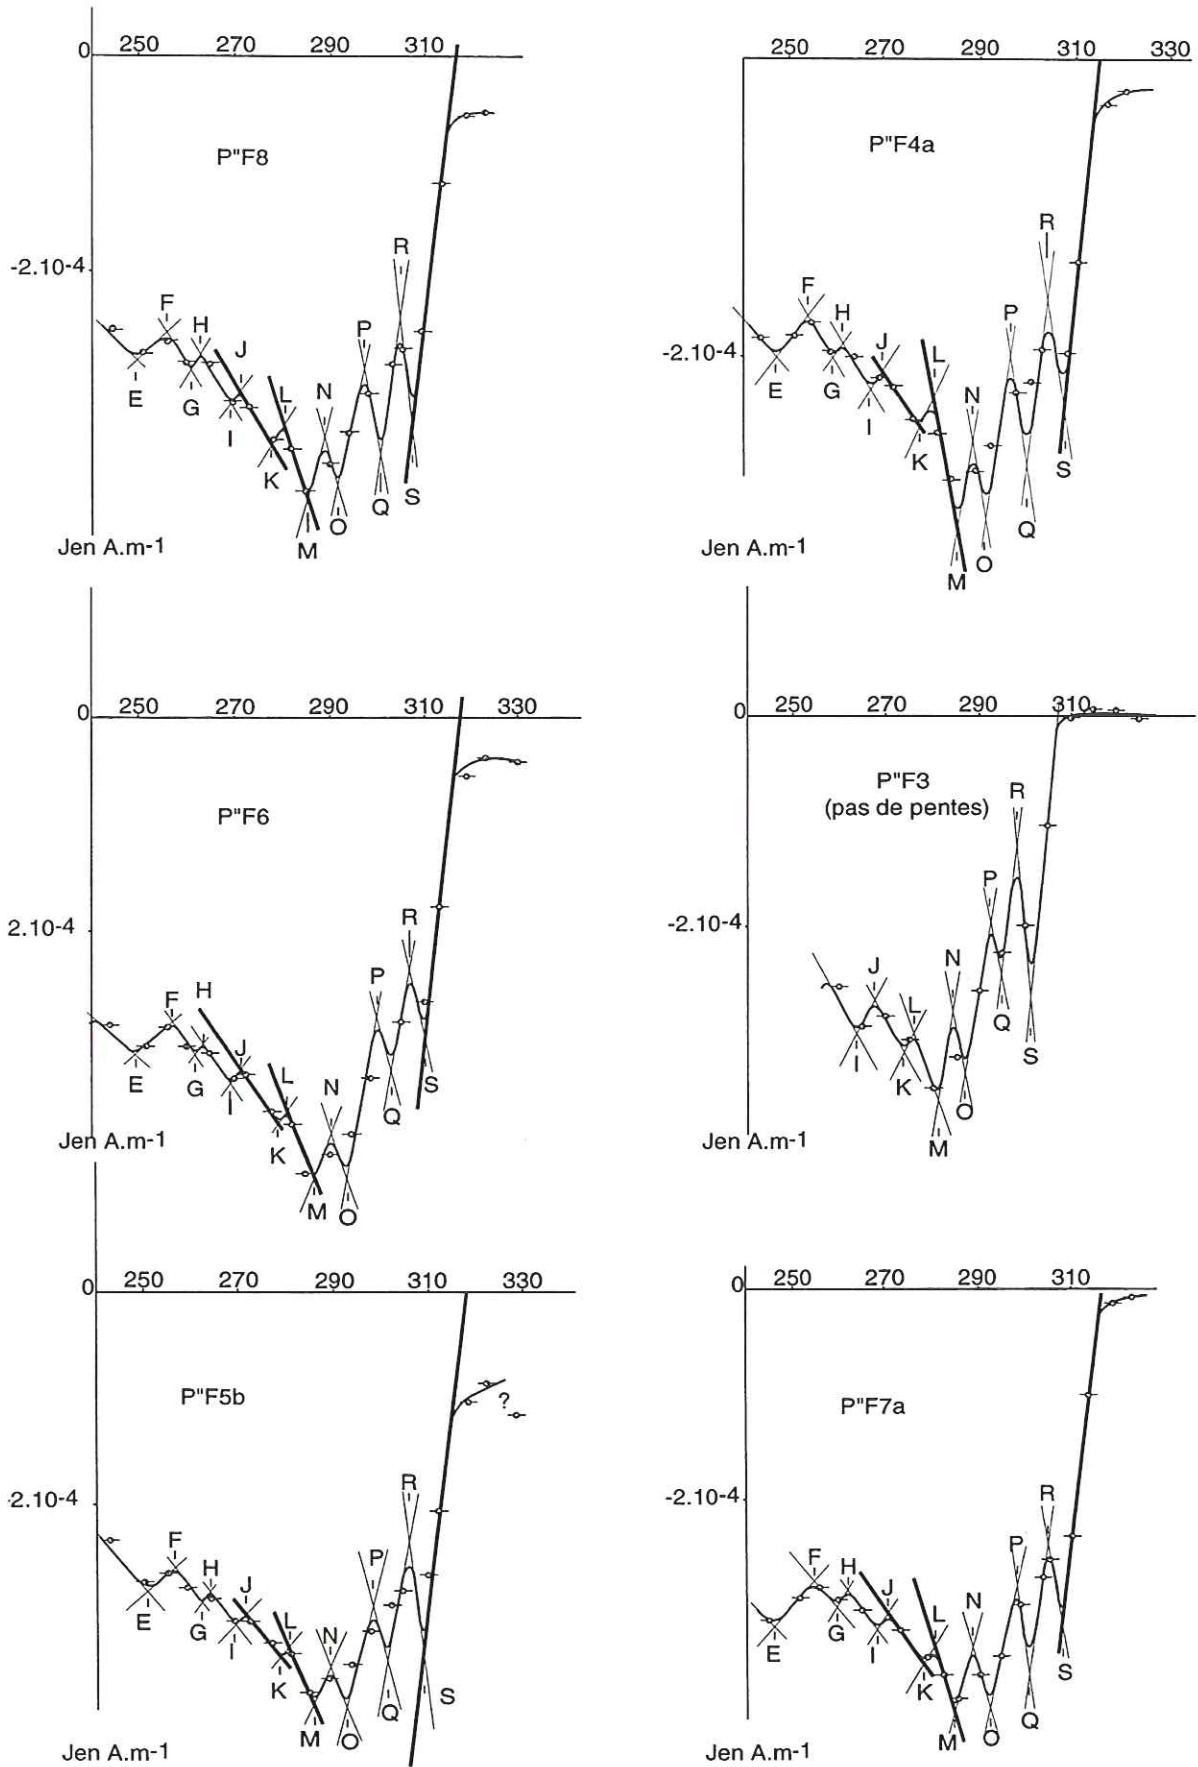 0 250 270 290 310
P"F8
-2.10-4
R
F H J P
L N
E G I K Q S
O
M
Jen A.m-1
250 270 290 310 330
P"F4a
R
F H P
-2.10-4
J L
E G I N
K S
Q
O
M
Jen A.m-1
0 250 270 290 310 330
P"F6
2.10-4
R
P
F H
J
L N
E G I S
Q
K
M O
Jen A.m-1
0 250 270 290 310
P"F3
(pas de pentes)
R
P
-2.10-4
J N
L
Q
I S
K
O
M
Jen A.m-1
0 250 270 290 310 330
P"F5b
?
2.10-4
R
F P
H J
L N
E G I
K S
Q
M O
Jen A.m-1
0 250 270 290 310
P"F7a
-2.10-4
R
P
F H J
L N
E G I
S
K
Q
M O
Jen A.m-1